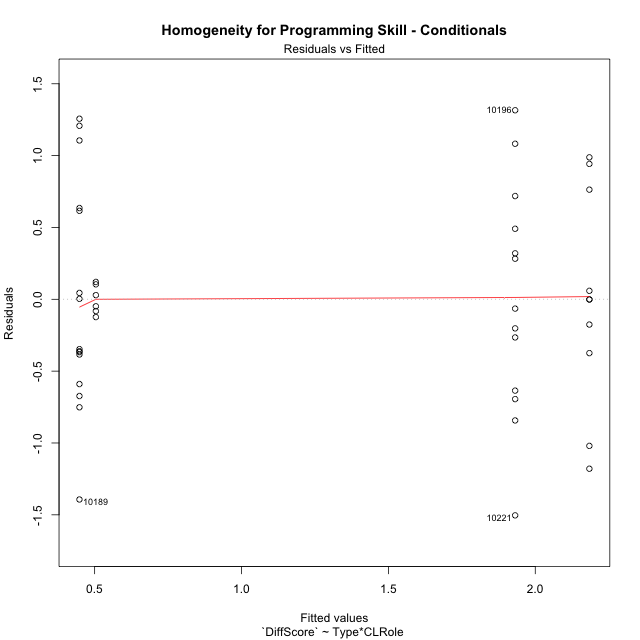 Homogeneity for Programming Skill - Conditionals
Residuals vs Fitted
1.5
1.0
0.5
0.0
-0.5
-1.0
-1.5
Residuals
10196
10189
10221
0.5 1.0 1.5 2.0
Fitted values
`DiffScore` ~ Type*CLRole